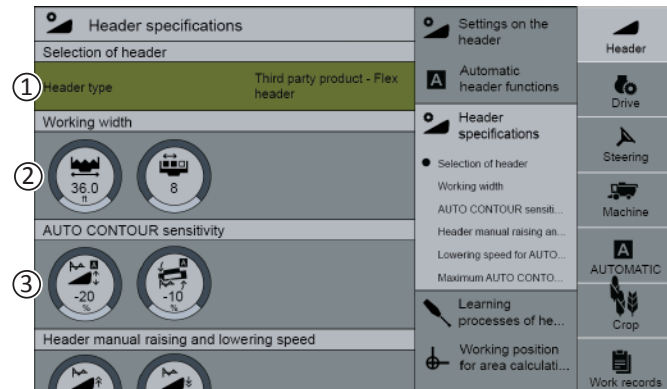 Header specifications
Selection of header
1
Header type
Third party product - Flex
header
Working width
2
36.0
ft
8
AUTO CONTOUR sensitivity
3
A
-20
%
A
-10
%
Header manual raising and lowering speed
Settings on the
header
A
Automatic
header functions
Header
specifications
Selection of header
Working width
AUTO CONTOUR sensiti...
Header manual raising an...
Lowering speed for AUTO...
Maximum AUTO CONTO...
Learning
processes of he...
Working position
for area calculati...
Header
Drive
Steering
Machine
A
AUTOMATIC
Crop
Work records